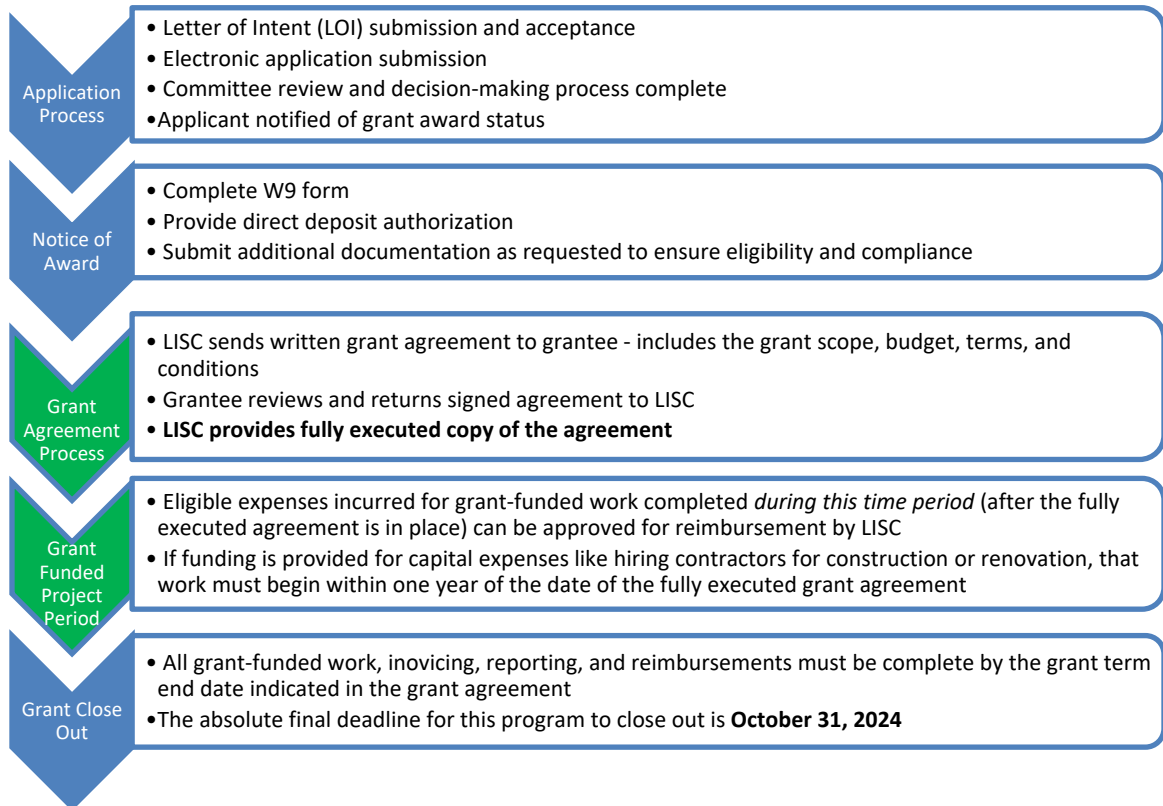 Application
Process
• Letter of Intent (LOI) submission and acceptance
• Electronic application submission
• Committee review and decision-making process complete
•Applicant notified of grant award status
Notice of
Award
• Complete W9 form
• Provide direct deposit authorization
• Submit additional documentation as requested to ensure eligibility and compliance
Grant
Agreement
Process
• LISC sends written grant agreement to grantee - includes the grant scope, budget, terms, and
conditions
• Grantee reviews and returns signed agreement to LISC
• LISC provides fully executed copy of the agreement
Grant
Funded
Project
Period
• Eligible expenses incurred for grant-funded work completed during this time period (after the fully
executed agreement is in place) can be approved for reimbursement by LISC
• If funding is provided for capital expenses like hiring contractors for construction or renovation, that
work must begin within one year of the date of the fully executed grant agreement
Grant Close
Out
• All grant-funded work, inovicing, reporting, and reimbursements must be complete by the grant term
end date indicated in the grant agreement
•The absolute final deadline for this program to close out is October 31, 2024